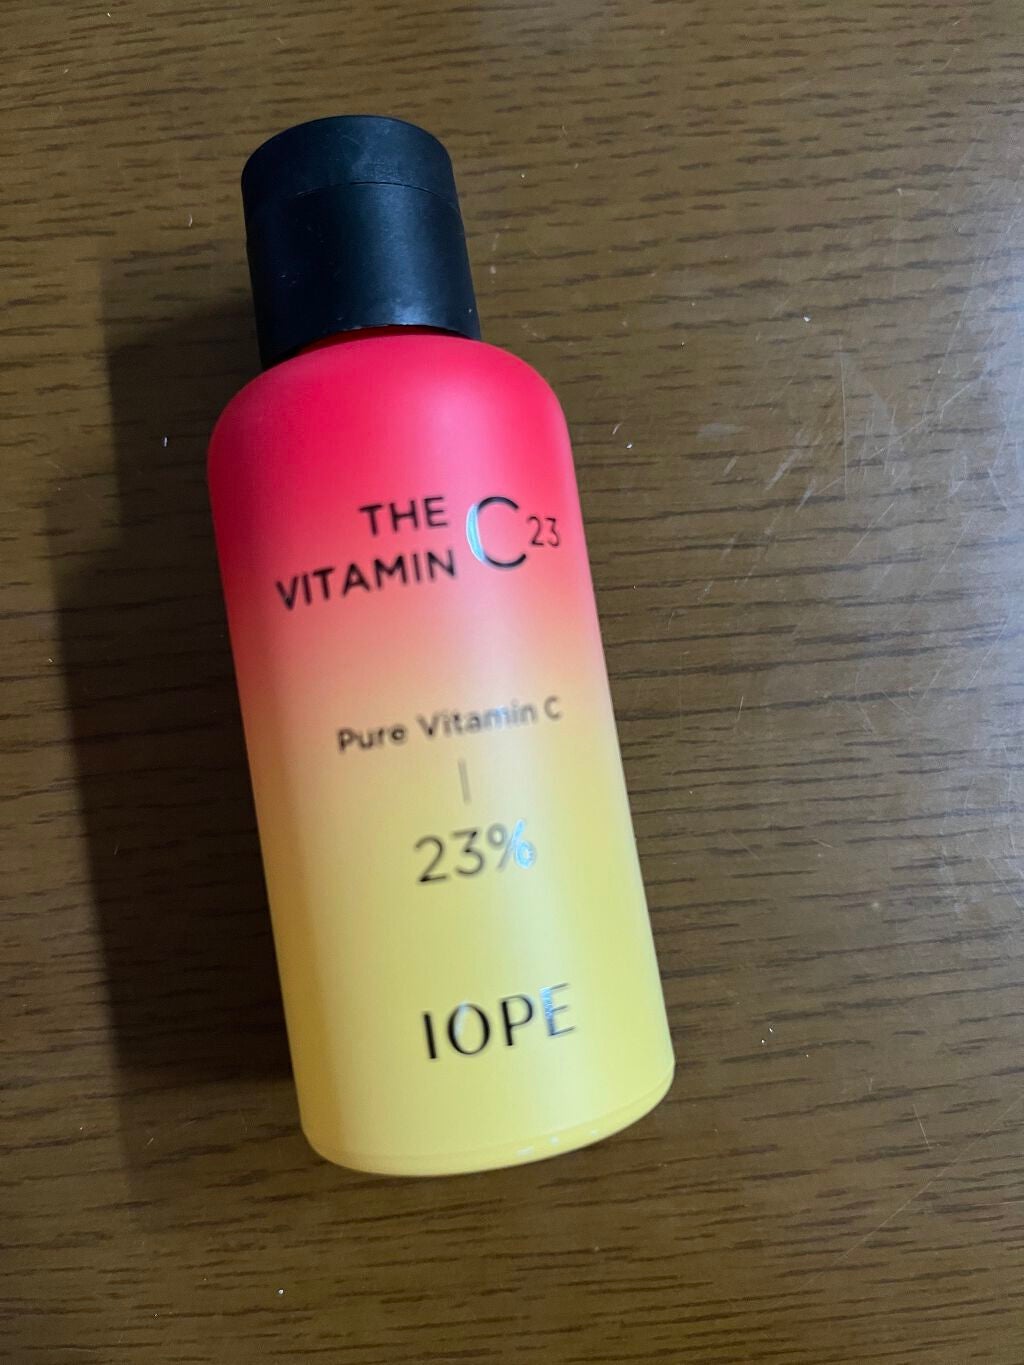 THE
VITAMIN C23
Pure Vitamin C
23%
IOPE